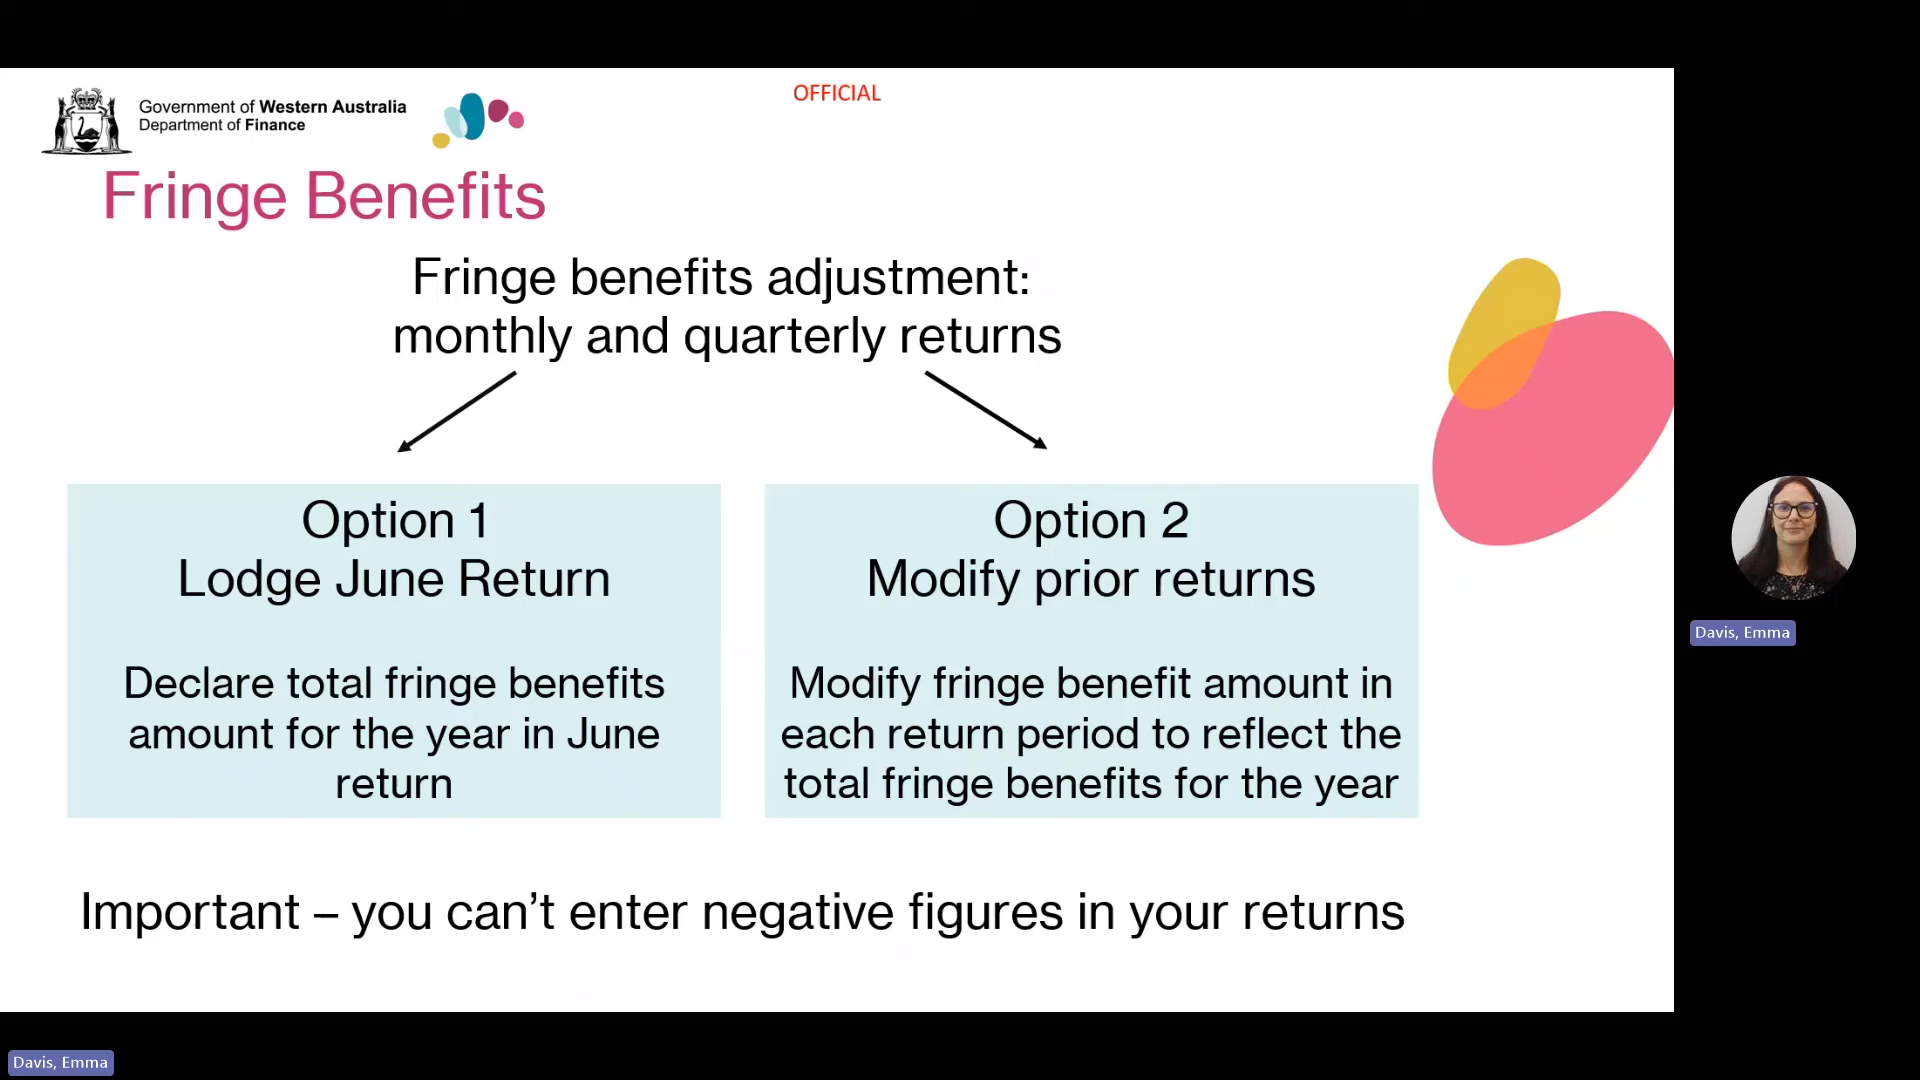 OFFICIAL
Government of Western Australia
Department of Finance
Fringe Benefits
Fringe benefits adjustment:
monthly and quarterly returns
Option 1
Lodge June Return
Declare total fringe benefits
amount for the year in June
return
Option 2
Modify prior returns
Modify fringe benefit amount in
each return period to reflect the
total fringe benefits for the year
Important – you can’t enter negative figures in your returns
Davis, Emma
Davis, Emma